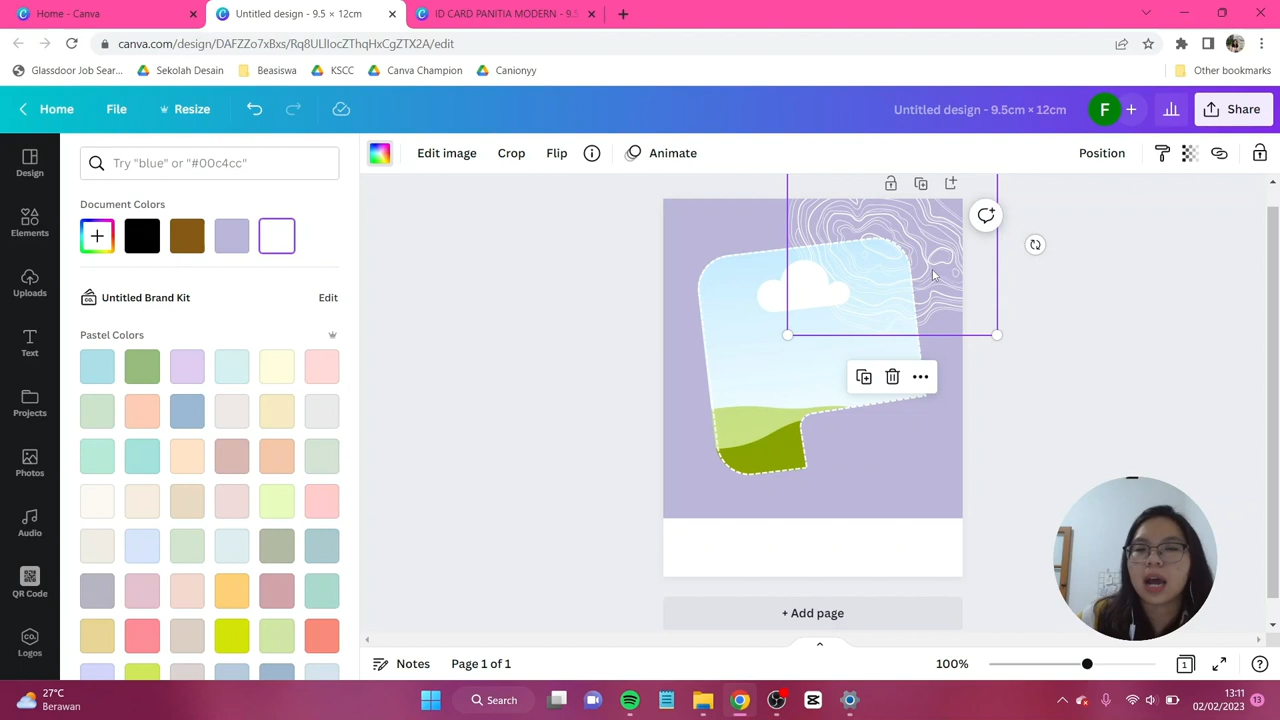 Home - Canva
Untitled design - 9.5 × 12cm
ID CARD PANITIA MODERN - 9.5
canva.com/design/DAFZZo7xBxs/Rq8ULlIocZThqHxCgZTX2A/edit
Glassdoor Job Sear...
Sekolah Desain
Beasiswa
KSCC
Canva Champion
Canionyy
Other bookmarks
Home
File
Resize
Untitled design - 9.5cm × 12cm
F
Share
Try "blue" or "#00c4cc"
Edit image
Crop
Flip
Animate
Position
Design
Elements
Uploads
Text
Projects
Photos
Audio
QR Code
Logos
Document Colors
Untitled Brand Kit
Edit
Pastel Colors
+ Add page
Notes
Page 1 of 1
100%
1
27°C
Berawan
Search
13:11
02/02/2023
13